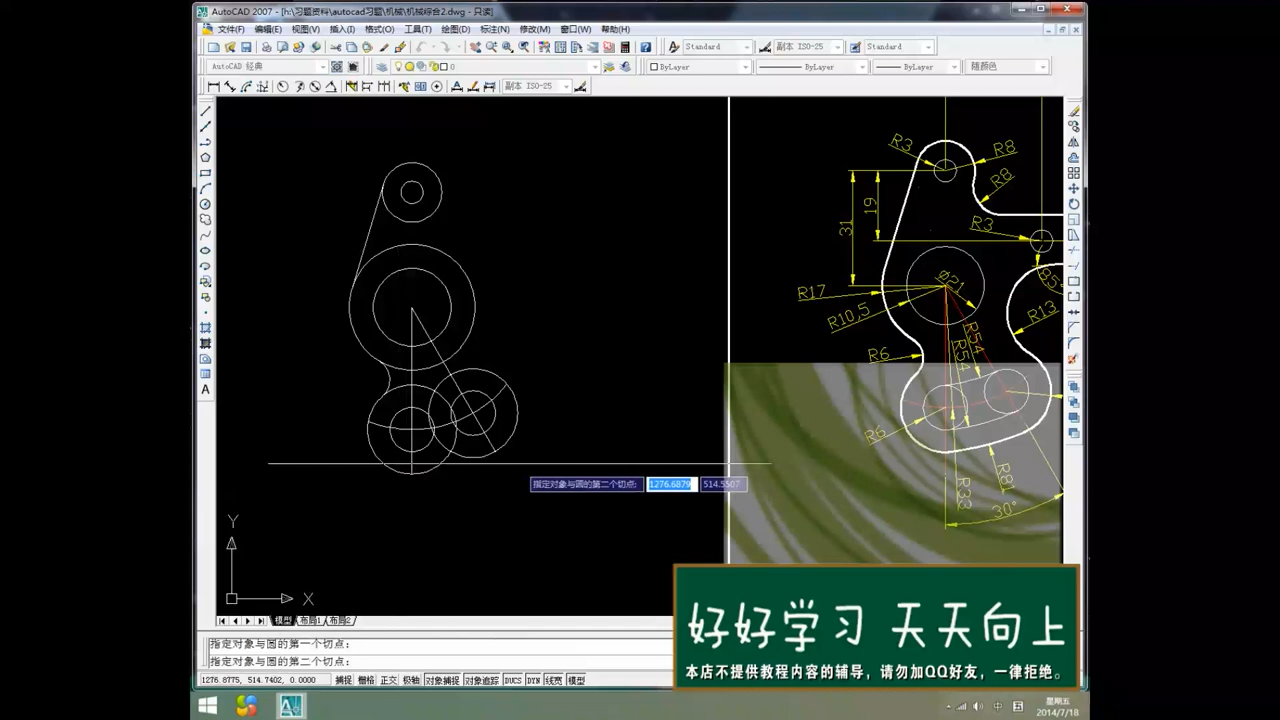 AutoCAD 2007 - [h:\习题资料\autocad习题\机械\机械综合2.dwg - 只读]
文件(F) 编辑(E) 视图(V) 插入(I) 格式(O) 工具(T) 绘图(D) 标注(N) 修改(M) 窗口(W) 帮助(H)
Standard 副本 ISO-25 Standard
AutoCAD 经典 0 ByLayer ByLayer ByLayer 随颜色
副本 ISO-25
R3 R8
R8
19
31
R3
Ø21
R17
R10,5
R13
R54
R54
R6
R6
R81
R33
30°
指定对象与圆的第二个切点: 1276.6879 514.5507
Y
X
模型 布局1 布局2
指定对象与圆的第一个切点:
指定对象与圆的第二个切点:
1276.8775, 514.7402, 0.0000 捕捉 栅格 正交 极轴 对象捕捉 对象追踪 DUCS DYN 线宽 模型
好好学习 天天向上
本店不提供教程内容的辅导，请勿加QQ好友，一律拒绝。
中 五
星期五
2014/7/18